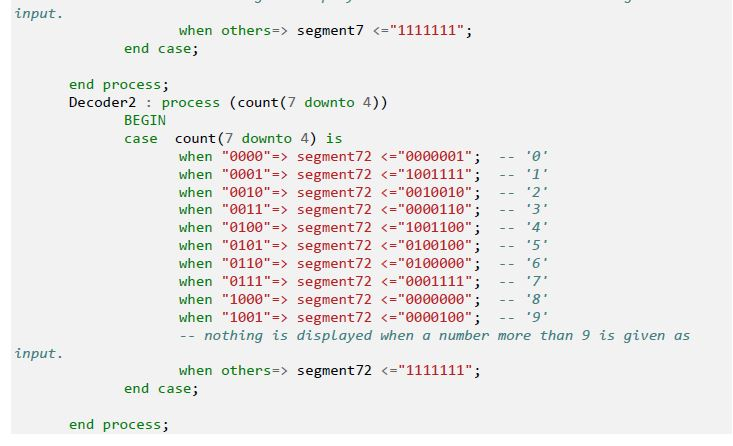 input.
when others=> segment7 <="1111111";
end case;
end process;
Decoder2 : process (count(7 downto 4))
BEGIN
case  count(7 downto 4) is
when "0000"=> segment72 <="0000001";  -- '0'
when "0001"=> segment72 <="1001111";  -- '1'
when "0010"=> segment72 <="0010010";  -- '2'
when "0011"=> segment72 <="0000110";  -- '3'
when "0100"=> segment72 <="1001100";  -- '4'
when "0101"=> segment72 <="0100100";  -- '5'
when "0110"=> segment72 <="0100000";  -- '6'
when "0111"=> segment72 <="0001111";  -- '7'
when "1000"=> segment72 <="0000000";  -- '8'
when "1001"=> segment72 <="0000100";  -- '9'
-- nothing is displayed when a number more than 9 is given as
input.
when others=> segment72 <="1111111";
end case;
end process;